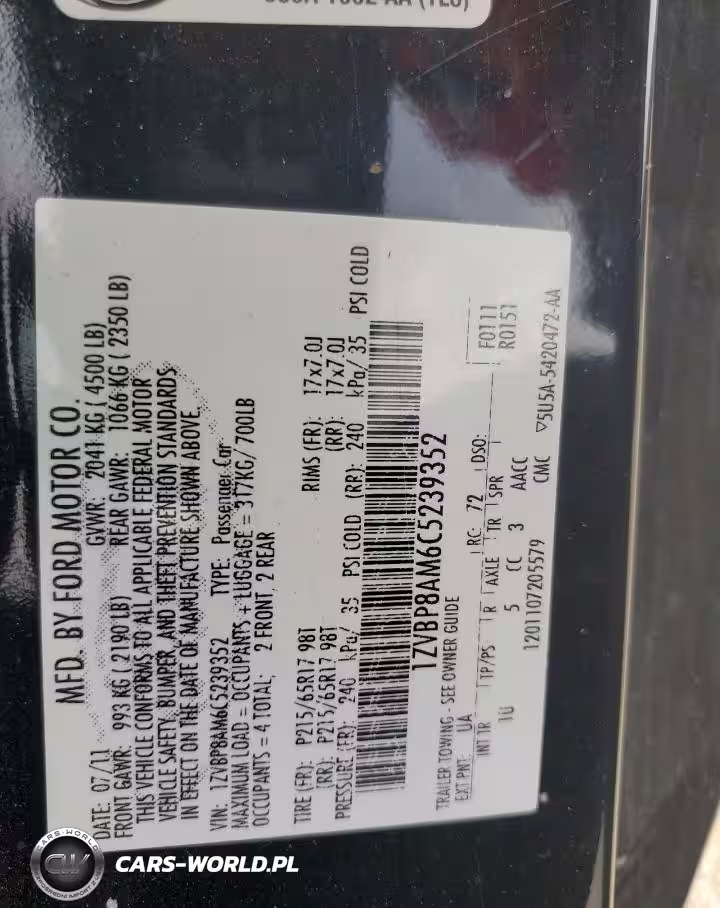 MFD. BY FORD MOTOR CO.
DATE: 07/11 GVWR: 2041 KG ( 4500 LB)
FRONT GAWR: 993 KG ( 2190 LB) REAR GAWR: 1066 KG ( 2350 LB)
THIS VEHICLE CONFORMS TO ALL APPLICABLE FEDERAL MOTOR
VEHICLE SAFETY, BUMPER, AND THEFT PREVENTION STANDARDS
IN EFFECT ON THE DATE OF MANUFACTURE SHOWN ABOVE.
VIN: 1ZVBP8AM6C5239352 TYPE: Passenger Car
MAXIMUM LOAD = OCCUPANTS + LUGGAGE = 317KG/700LB
OCCUPANTS = 4 TOTAL: 2 FRONT, 2 REAR
TIRE (FR): P215/65R17 98T RIMS (FR): 17x7.0J
(RR): P215/65R17 98T (RR): 17x7.0J
PRESSURE (FR): 240 kPa/ 35 PSI COLD (RR): 240 kPa/ 35 PSI COLD
1ZVBP8AM6C5239352
TRAILER TOWING - SEE OWNER GUIDE
EXT PNT: UA RC: 72 DSO: F0111
R0151
INT TR TP/PS R AXLE TR SPR
1U 5 CC 3 AACC
CMC
1201107205579 ▽5U5A-5420472-AA
CARS-WORLD
CW
CARS-WORLD.PL